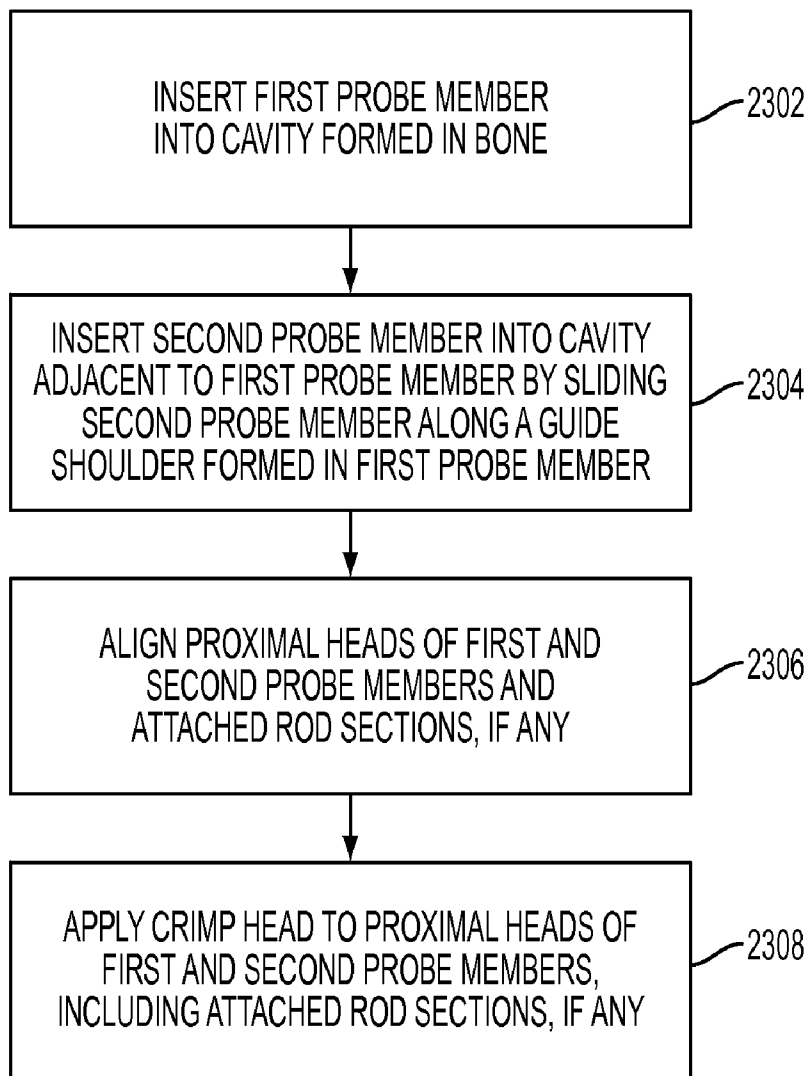 INSERT FIRST PROBE MEMBER
INTO CAVITY FORMED IN BONE
2302
INSERT SECOND PROBE MEMBER INTO CAVITY
ADJACENT TO FIRST PROBE MEMBER BY SLIDING
SECOND PROBE MEMBER ALONG A GUIDE
SHOULDER FORMED IN FIRST PROBE MEMBER
2304
ALIGN PROXIMAL HEADS OF FIRST AND
SECOND PROBE MEMBERS AND
ATTACHED ROD SECTIONS, IF ANY
2306
APPLY CRIMP HEAD TO PROXIMAL HEADS OF
FIRST AND SECOND PROBE MEMBERS,
INCLUDING ATTACHED ROD SECTIONS, IF ANY
2308